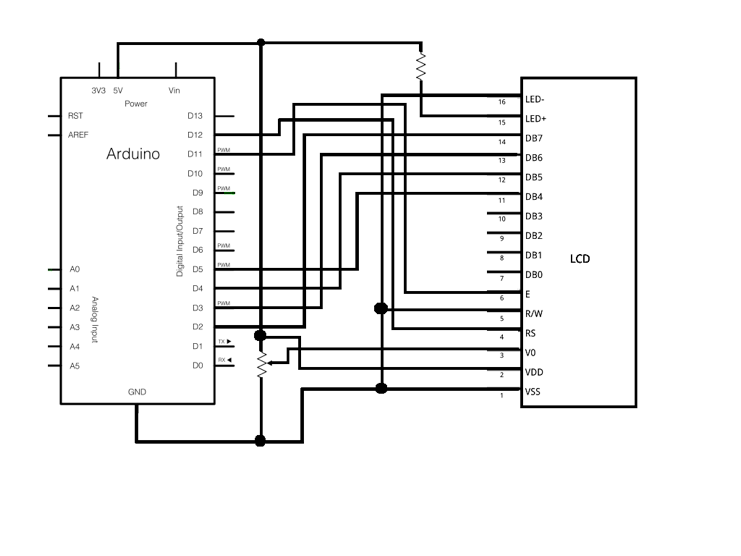 3V3 5V Vin
Power
RST
AREF
Arduino
D13
D12
D11 PWM
D10 PWM
D9 PWM
D8
D7
D6 PWM
D5 PWM
D4
D3 PWM
D2
D1 TX ▶
D0 RX ◀
Digital Input/Output
A0
A1
A2
A3
A4
A5
Analog Input
GND
16 LED-
15 LED+
14 DB7
13 DB6
12 DB5
11 DB4
10 DB3
9 DB2
8 DB1
7 DB0
6 E
5 R/W
4 RS
3 V0
2 VDD
1 VSS
LCD